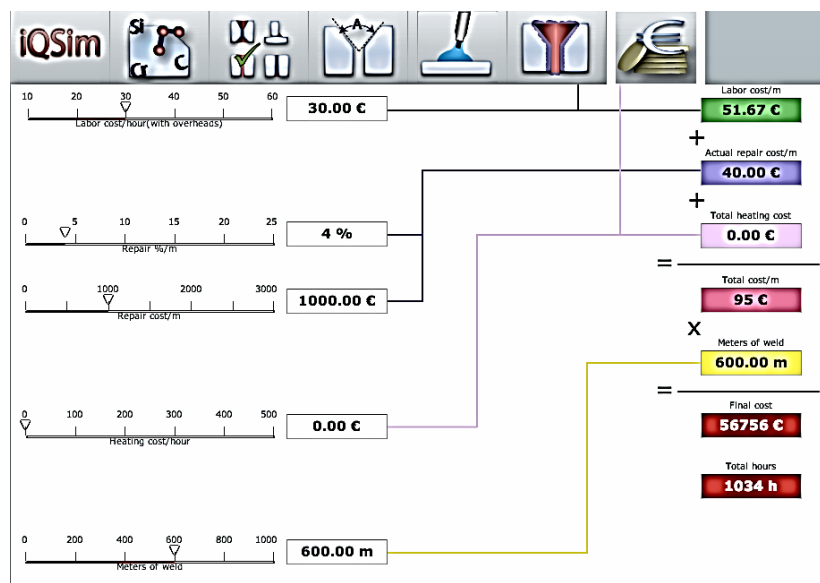 iQSim
Si
Cr
C
A
€
10 20 30 40 50 60
Labor cost/hour(with overheads)
30.00 €
Labor cost/m
51.67 €
+
Actual repair cost/m
40.00 €
+
0 5 10 15 20 25
Repair %/m
4 %
Total heating cost
0.00 €
=
0 1000 2000 3000
Repair cost/m
1000.00 €
Total cost/m
95 €
x
Meters of weld
600.00 m
=
0 100 200 300 400 500
Heating cost/hour
0.00 €
Final cost
56756 €
Total hours
1034 h
0 200 400 600 800 1000
Meters of weld
600.00 m